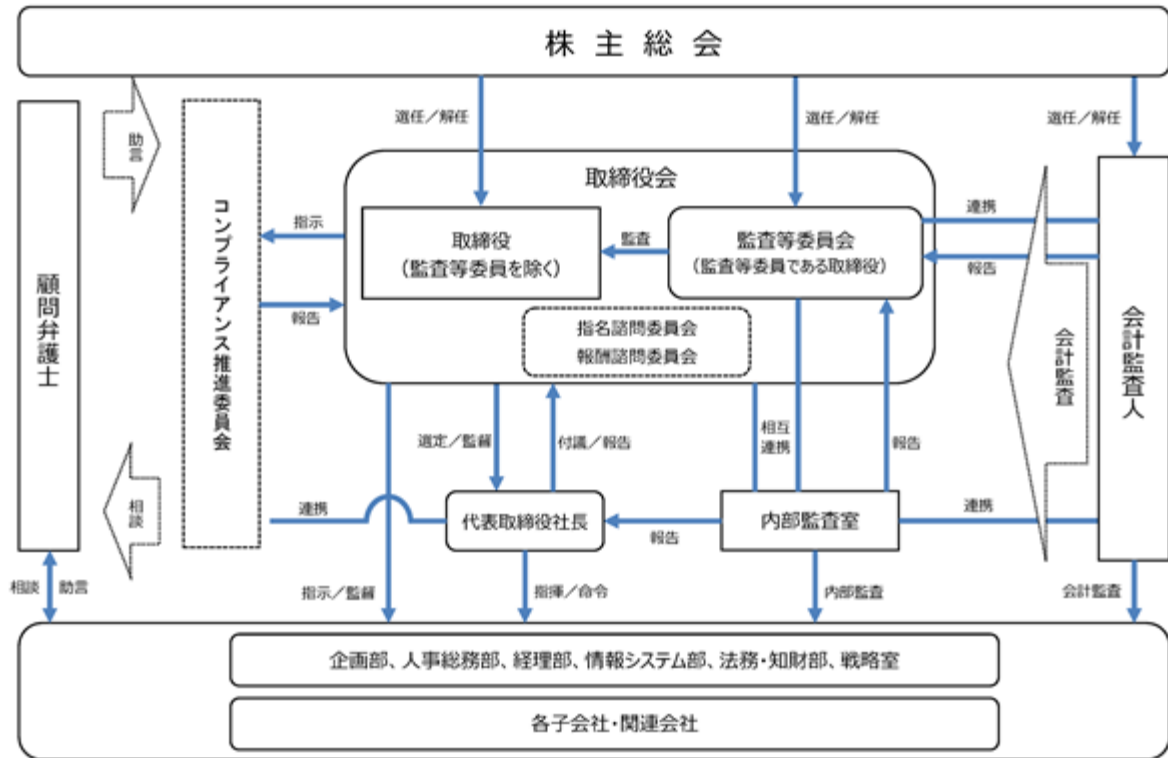 株主総会
選任／解任
選任／解任
選任／解任
助言
コンプライアンス推進委員会
顧問弁護士
相談
取締役会
取締役
（監査等委員を除く）
監査
監査等委員会
（監査等委員である取締役）
指名諮問委員会
報酬諮問委員会
指示
報告
連携
報告
会計監査
会計監査人
選定／監督
付議／報告
相互
連携
報告
連携
代表取締役社長
報告
内部監査室
連携
相談
助言
指示／監督
指揮／命令
内部監査
会計監査
企画部、人事総務部、経理部、情報システム部、法務・知財部、戦略室
各子会社・関連会社